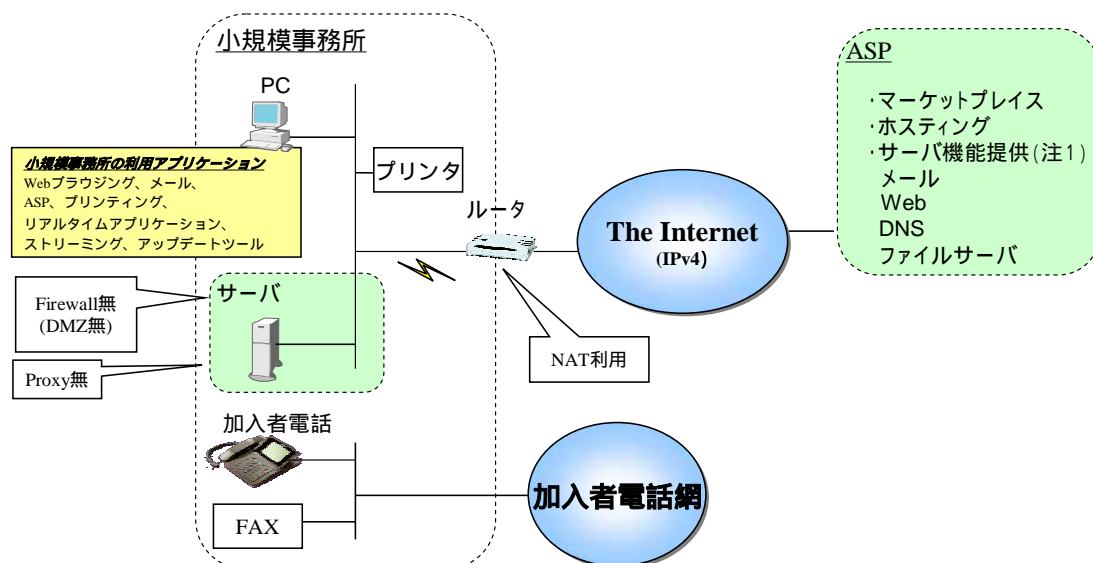 小規模事務所
PC
小規模事務所の利用アプリケーション
Webブラウジング、メール、
ASP、プリンティング、
リアルタイムアプリケーション、
ストリーミング、アップデートツール
プリンタ
ルータ
The Internet
(IPv4)
ASP
・マーケットプレイス
・ホスティング
・サーバ機能提供(注1)
メール
Web
DNS
ファイルサーバ
Firewall無
(DMZ無)
サーバ
Proxy無
NAT利用
加入者電話
FAX
加入者電話網